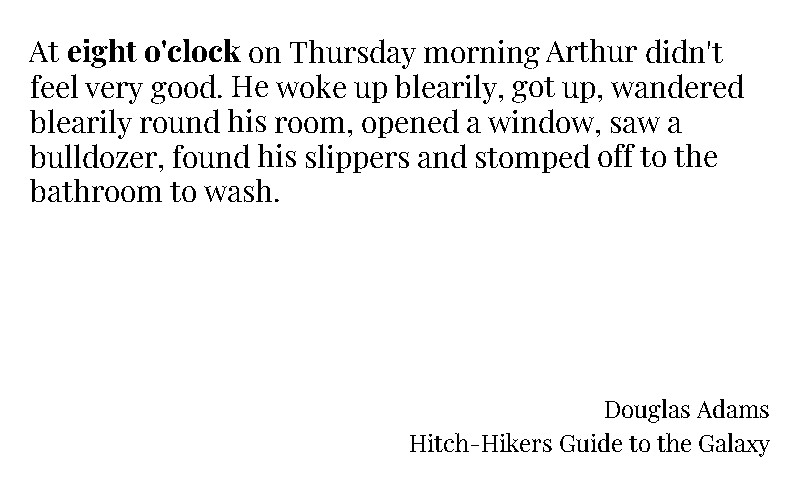 At eight o'clock on Thursday morning Arthur didn't
feel very good. He woke up blearily, got up, wandered
blearily round his room, opened a window, saw a
bulldozer, found his slippers and stomped off to the
bathroom to wash.
Douglas Adams
Hitch-Hikers Guide to the Galaxy